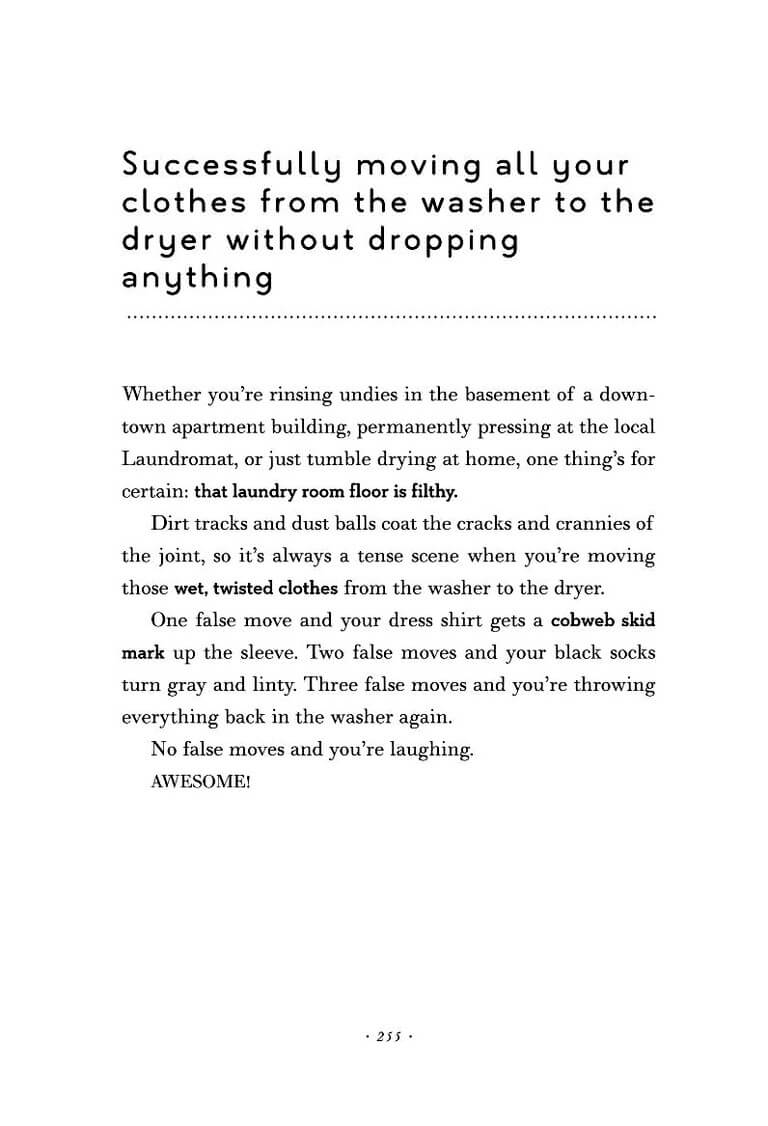 Successfully moving all your
clothes from the washer to the
dryer without dropping
anything
Whether you’re rinsing undies in the basement of a down-
town apartment building, permanently pressing at the local
Laundromat, or just tumble drying at home, one thing’s for
certain: that laundry room floor is filthy.
Dirt tracks and dust balls coat the cracks and crannies of
the joint, so it’s always a tense scene when you’re moving
those wet, twisted clothes from the washer to the dryer.
One false move and your dress shirt gets a cobweb skid
mark up the sleeve. Two false moves and your black socks
turn gray and linty. Three false moves and you’re throwing
everything back in the washer again.
No false moves and you’re laughing.
AWESOME!
· 255 ·